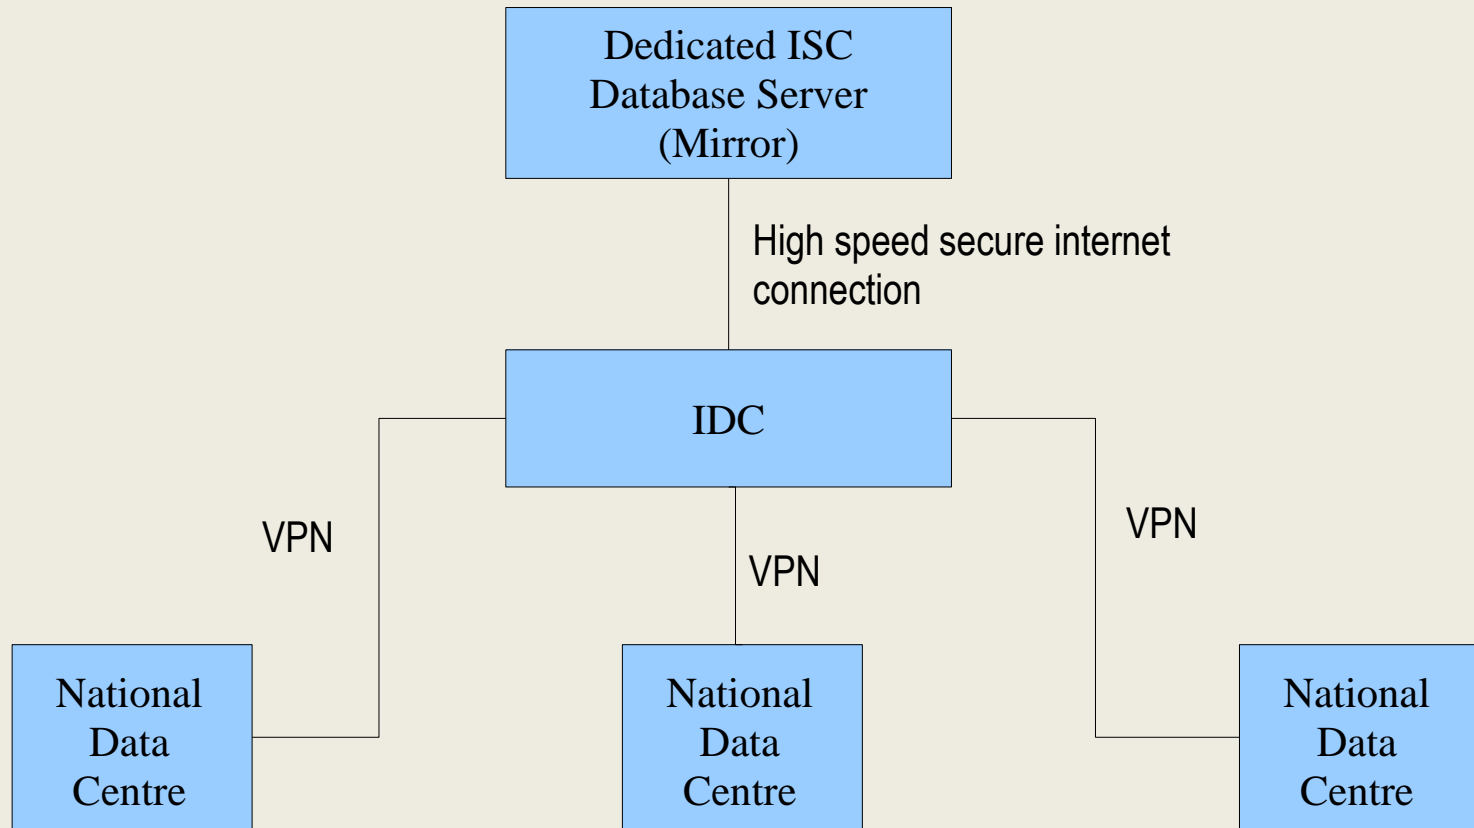 Dedicated ISC
Database Server
(Mirror)
High speed secure internet
connection
IDC
VPN
VPN
VPN
National
Data
Centre
National
Data
Centre
National
Data
Centre